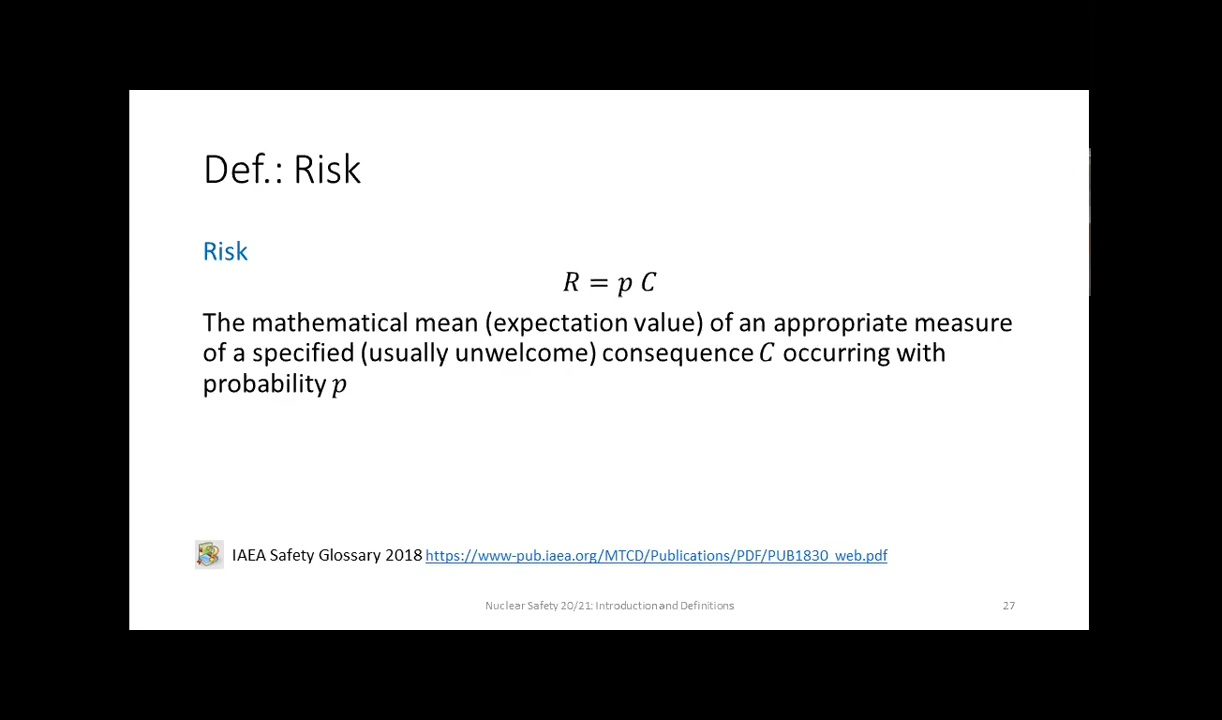 Def.: Risk
Risk
R = p C
The mathematical mean (expectation value) of an appropriate measure
of a specified (usually unwelcome) consequence C occurring with
probability p
IAEA Safety Glossary 2018 https://www-pub.iaea.org/MTCD/Publications/PDF/PUB1830_web.pdf
Nuclear Safety 20/21: Introduction and Definitions
27